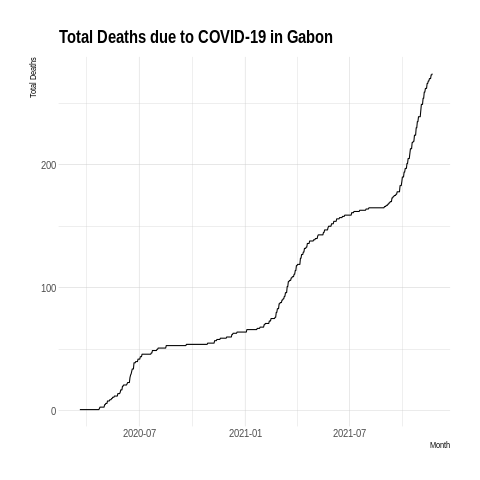 Total Deaths due to COVID-19 in Gabon
Total Deaths
200
100
0
2020-07
2021-01
2021-07
Month